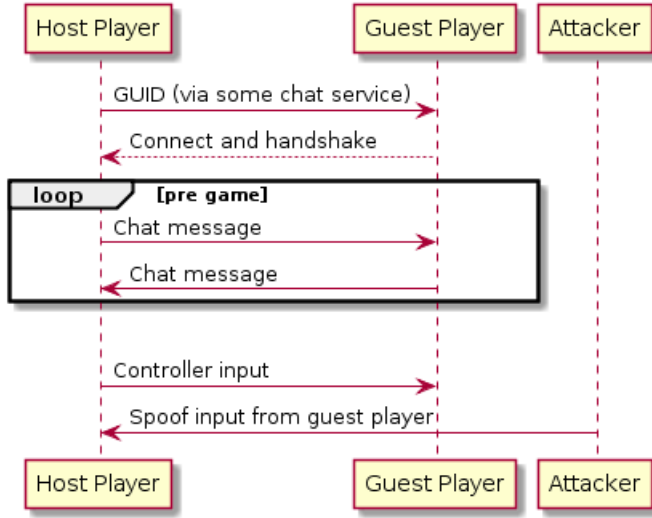 Host Player
Guest Player
Attacker
GUID (via some chat service)
Connect and handshake
loop
[pre game]
Chat message
Chat message
Controller input
Spoof input from guest player
Host Player
Guest Player
Attacker